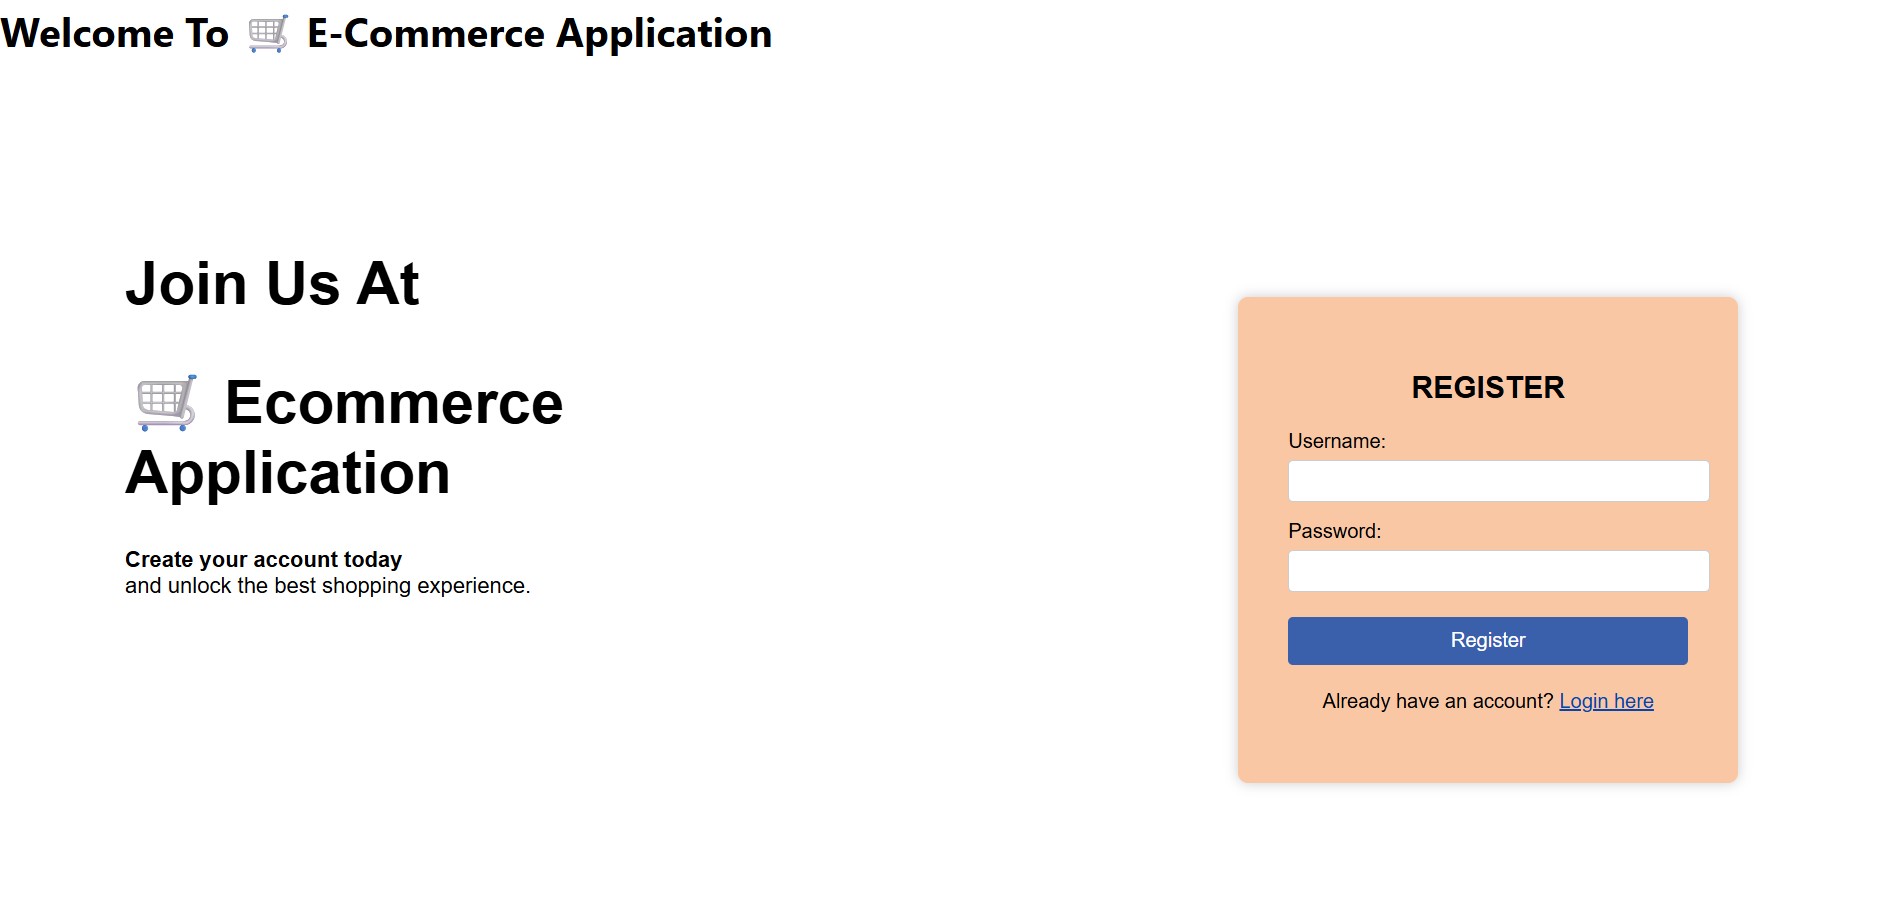 Welcome To 🛒 E-Commerce Application
Join Us At
🛒 Ecommerce
Application
Create your account today
and unlock the best shopping experience.
REGISTER
Username:
Password:
Register
Already have an account? Login here